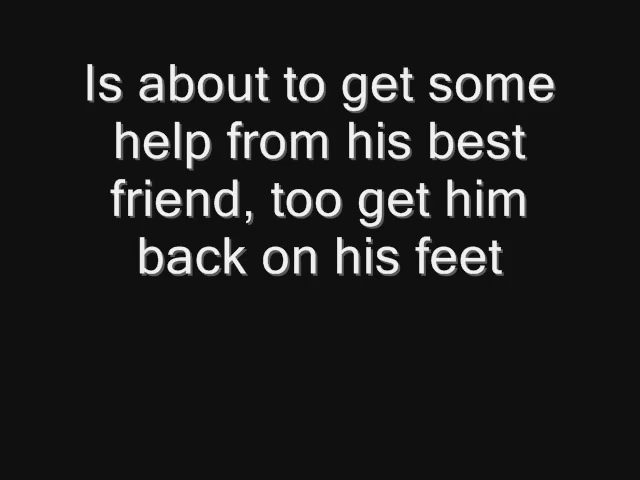 Is about to get some
help from his best
friend, too get him
back on his feet